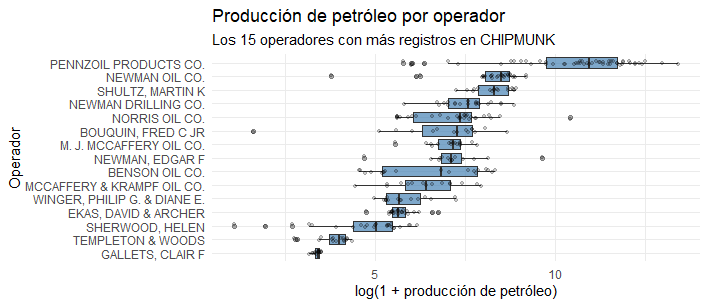 Producción de petróleo por operador
Los 15 operadores con más registros en CHIPMUNK
PENNZOIL PRODUCTS CO.
NEWMAN OIL CO.
SHULTZ, MARTIN K
NEWMAN DRILLING CO.
NORRIS OIL CO.
BOUQUIN, FRED C JR
M. J. MCCAFFERY OIL CO.
NEWMAN, EDGAR F
BENSON OIL CO.
MCCAFFERY & KRAMPF OIL CO.
WINGER, PHILIP G. & DIANE E.
EKAS, DAVID & ARCHER
SHERWOOD, HELEN
TEMPLETON & WOODS
GALLETS, CLAIR F
Operador
5 10
log(1 + producción de petróleo)